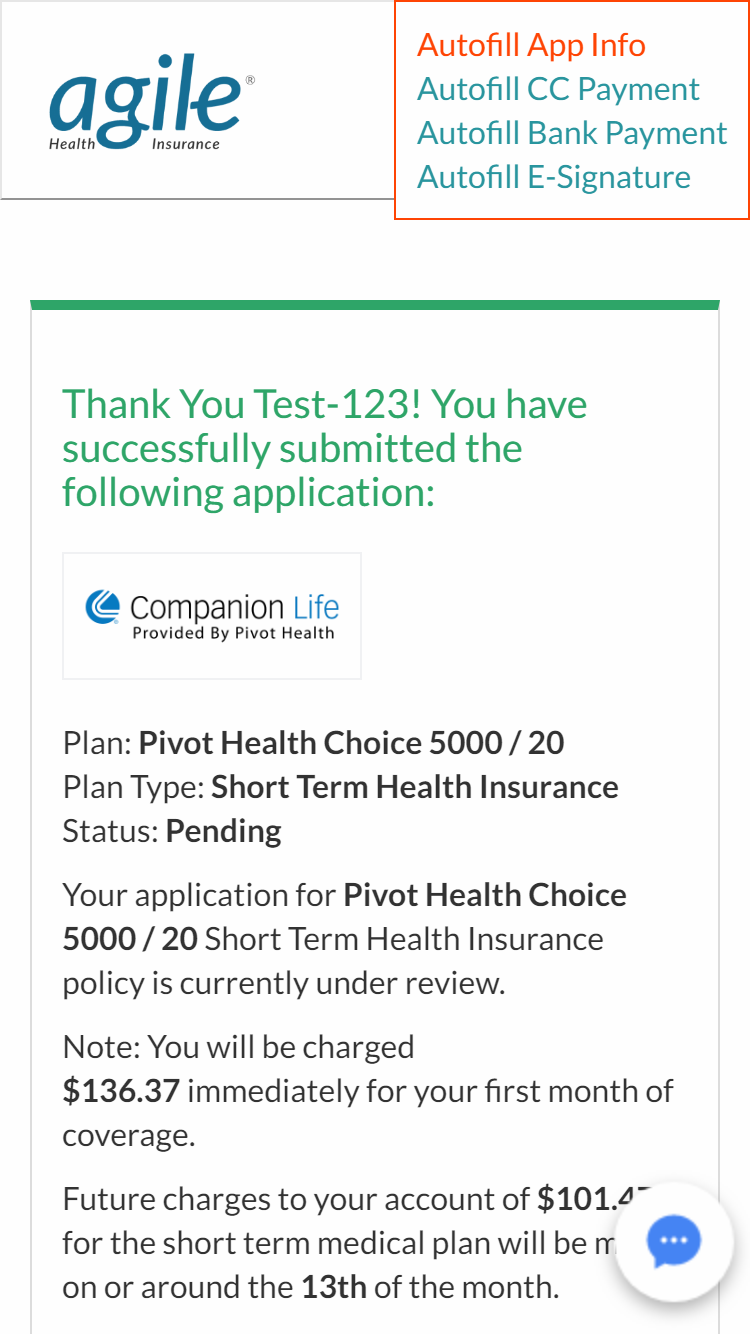 agile®
Health Insurance
Autofill App Info
Autofill CC Payment
Autofill Bank Payment
Autofill E-Signature
Thank You Test-123! You have
successfully submitted the
following application:
Companion Life
Provided By Pivot Health
Plan: Pivot Health Choice 5000 / 20
Plan Type: Short Term Health Insurance
Status: Pending
Your application for Pivot Health Choice
5000 / 20 Short Term Health Insurance
policy is currently under review.
Note: You will be charged
$136.37 immediately for your first month of
coverage.
Future charges to your account of
for the short term medical plan will be
on or around the 13th of the month.